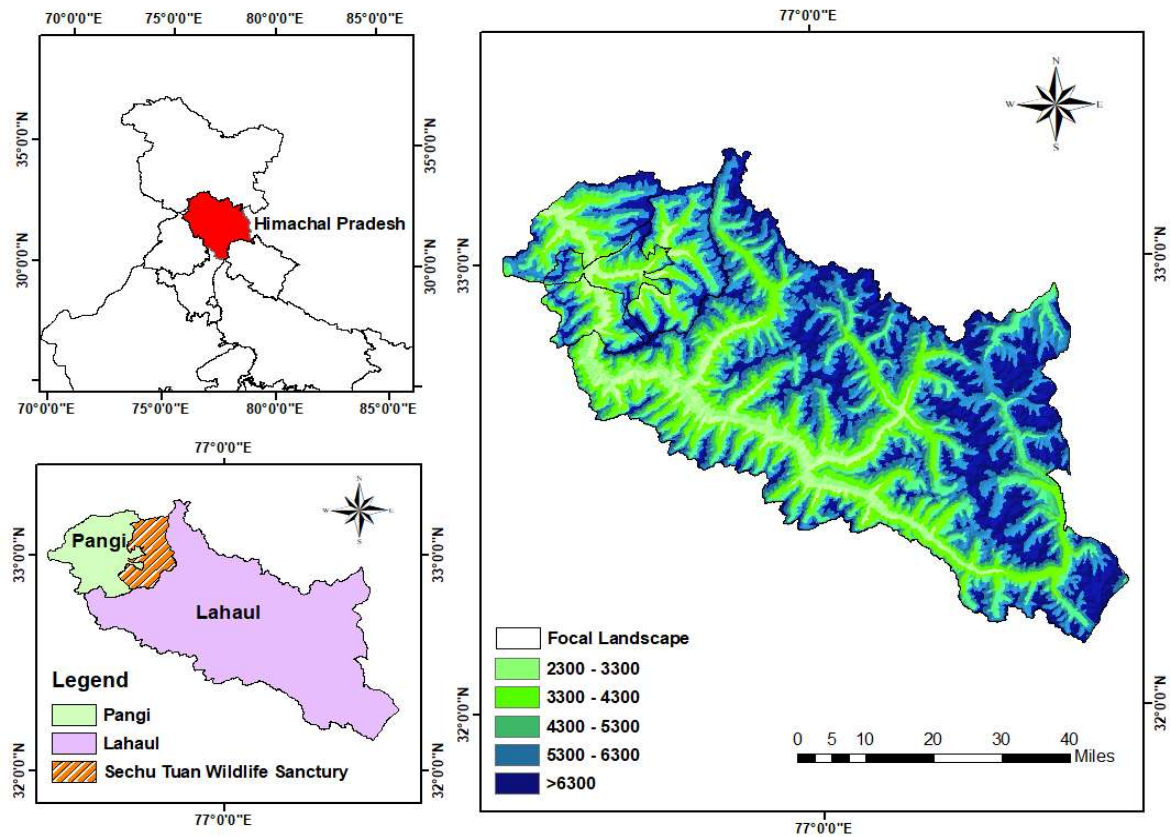 70°0'0"E 75°0'0"E 80°0'0"E 85°0'0"E
35°0'0"N
35°0'0"N
Himachal Pradesh
30°0'0"N
30°0'0"N
70°0'0"E 75°0'0"E 80°0'0"E 85°0'0"E
77°0'0"E
N
W E
S
Pangi
33°0'0"N
33°0'0"N
Lahaul
Legend
Pangi
Lahaul
Sechu Tuan Wildlife Sanctury
32°0'0"N
32°0'0"N
77°0'0"E
77°0'0"E
N
W E
S
33°0'0"N
33°0'0"N
Focal Landscape
2300 - 3300
3300 - 4300
4300 - 5300
5300 - 6300
>6300
32°0'0"N
32°0'0"N
0 5 10 20 30 40
Miles
77°0'0"E